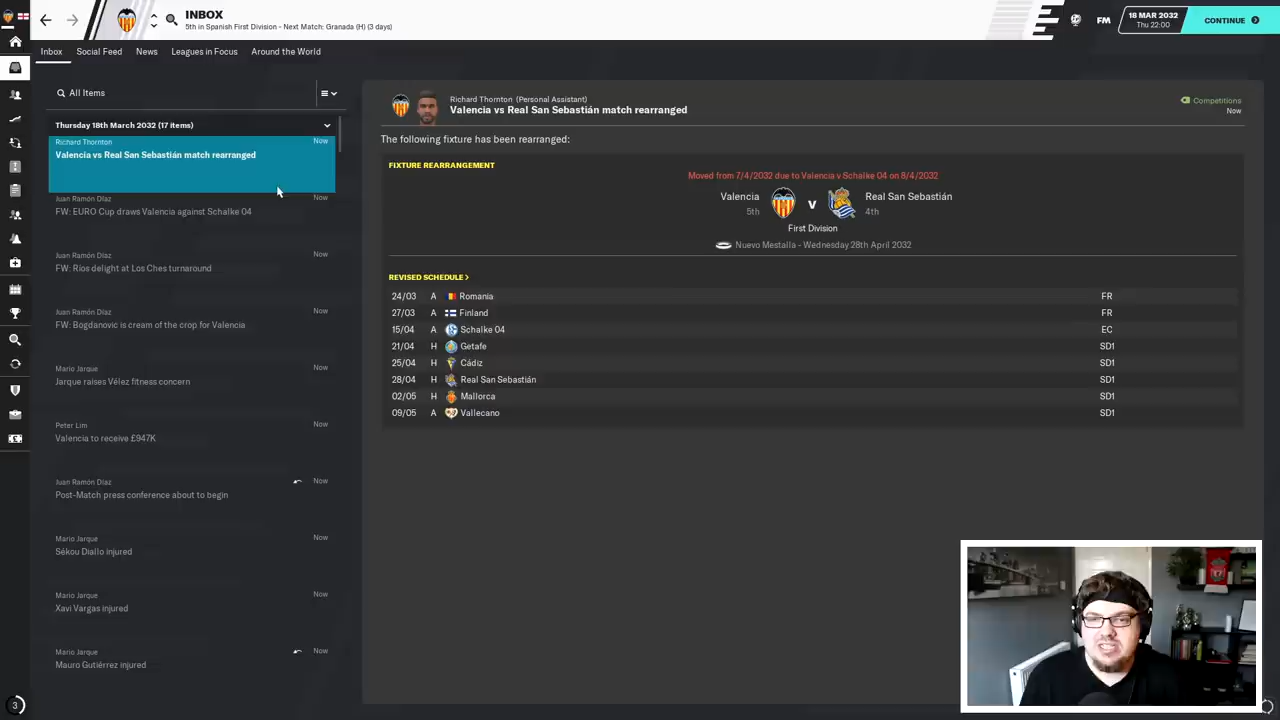 INBOX
5th in Spanish First Division - Next Match: Granada (H) (3 days)
FM
18 MAR 2032
Thu 22:00
CONTINUE
Inbox
Social Feed
News
Leagues in Focus
Around the World
All Items
Thursday 18th March 2032 (17 items)
Richard Thornton
Now
Valencia vs Real San Sebastián match rearranged
Juan Ramón Díaz
Now
FW: EURO Cup draws Valencia against Schalke 04
Juan Ramón Díaz
Now
FW: Ríos delight at Los Ches turnaround
Juan Ramón Díaz
Now
FW: Bogdanovic is cream of the crop for Valencia
Mario Jarque
Now
Jarque raises Vélez fitness concern
Peter Lim
Now
Valencia to receive £947K
Juan Ramón Díaz
Now
Post-Match press conference about to begin
Mario Jarque
Now
Sékou Diallo injured
Mario Jarque
Now
Xavi Vargas injured
Mario Jarque
Now
Mauro Gutiérrez injured
3
Richard Thornton (Personal Assistant)
Valencia vs Real San Sebastián match rearranged
Competitions
Now
The following fixture has been rearranged:
FIXTURE REARRANGEMENT
Moved from 7/4/2032 due to Valencia v Schalke 04 on 8/4/2032
Valencia
5th
v
Real San Sebastián
4th
First Division
Nuevo Mestalla - Wednesday 28th April 2032
REVISED SCHEDULE >
24/03 A Romania FR
27/03 A Finland FR
15/04 A Schalke 04 EC
21/04 H Getafe SD1
25/04 H Cádiz SD1
28/04 H Real San Sebastián SD1
02/05 H Mallorca SD1
09/05 A Vallecano SD1